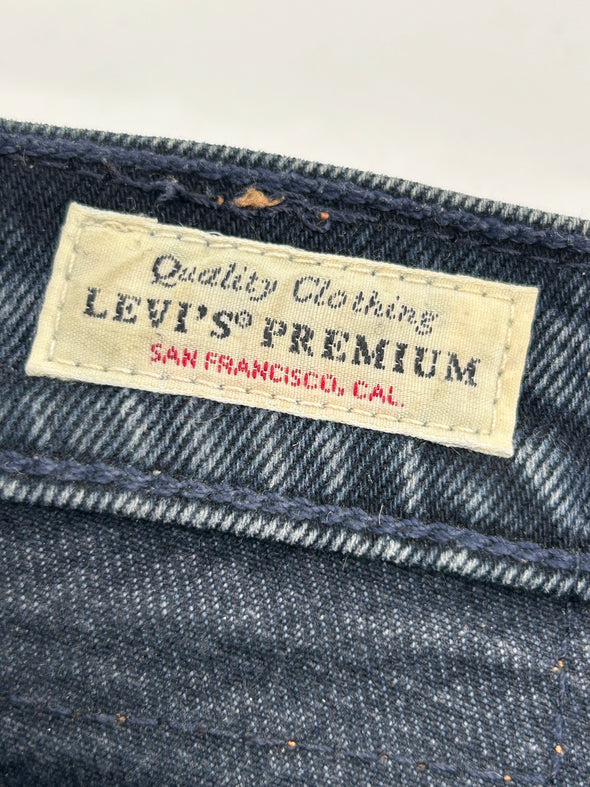 Quality Clothing
LEVI'S® PREMIUM
SAN FRANCISCO, CAL.